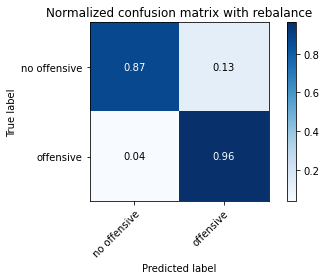 Normalized confusion matrix with rebalance
True label
no offensive
offensive
0.87
0.13
0.04
0.96
no offensive
offensive
Predicted label
0.8
0.6
0.4
0.2